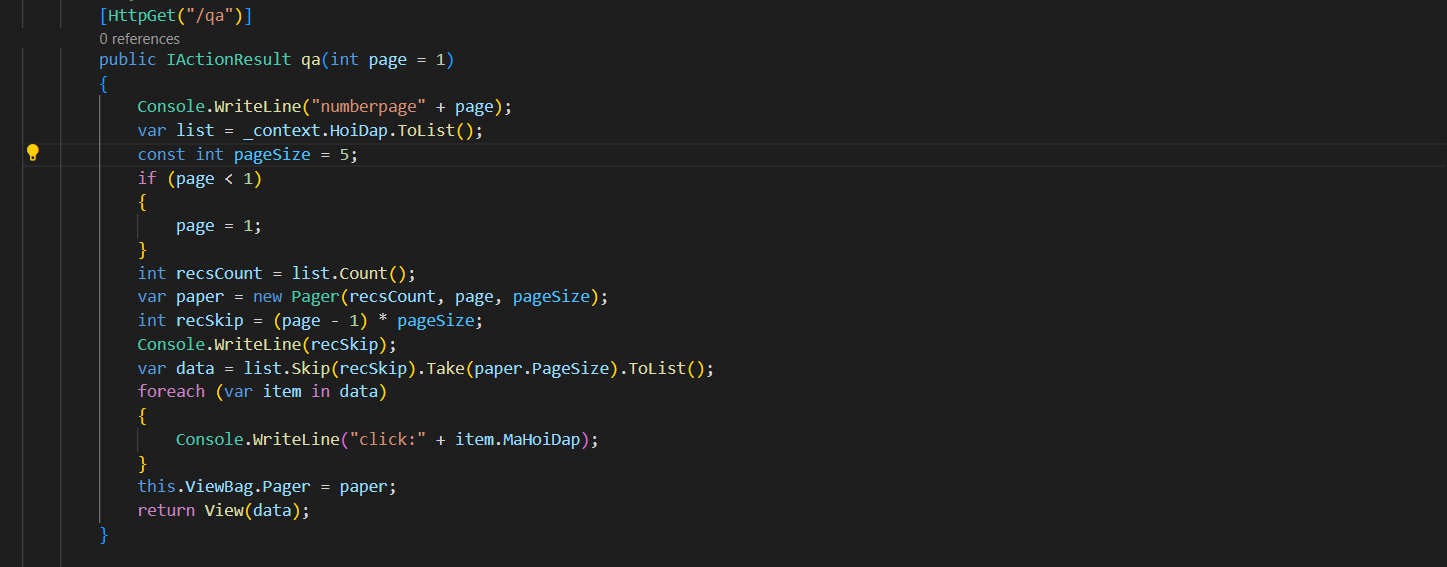 [HttpGet("/qa")]
0 references
public IActionResult qa(int page = 1)
{
Console.WriteLine("numberpage" + page);
var list = _context.HoiDap.ToList();
const int pageSize = 5;
if (page < 1)
{
page = 1;
}
int recsCount = list.Count();
var paper = new Pager(recsCount, page, pageSize);
int recSkip = (page - 1) * pageSize;
Console.WriteLine(recSkip);
var data = list.Skip(recSkip).Take(paper.PageSize).ToList();
foreach (var item in data)
{
Console.WriteLine("click:" + item.MaHoiDap);
}
this.ViewBag.Pager = paper;
return View(data);
}